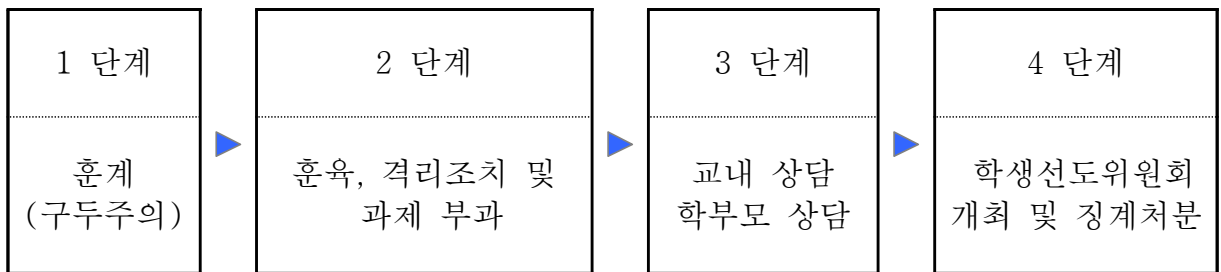 1 단계
훈계
(구두주의)
2 단계
훈육, 격리조치 및
과제 부과
3 단계
교내 상담
학부모 상담
4 단계
학생선도위원회
개최 및 징계처분